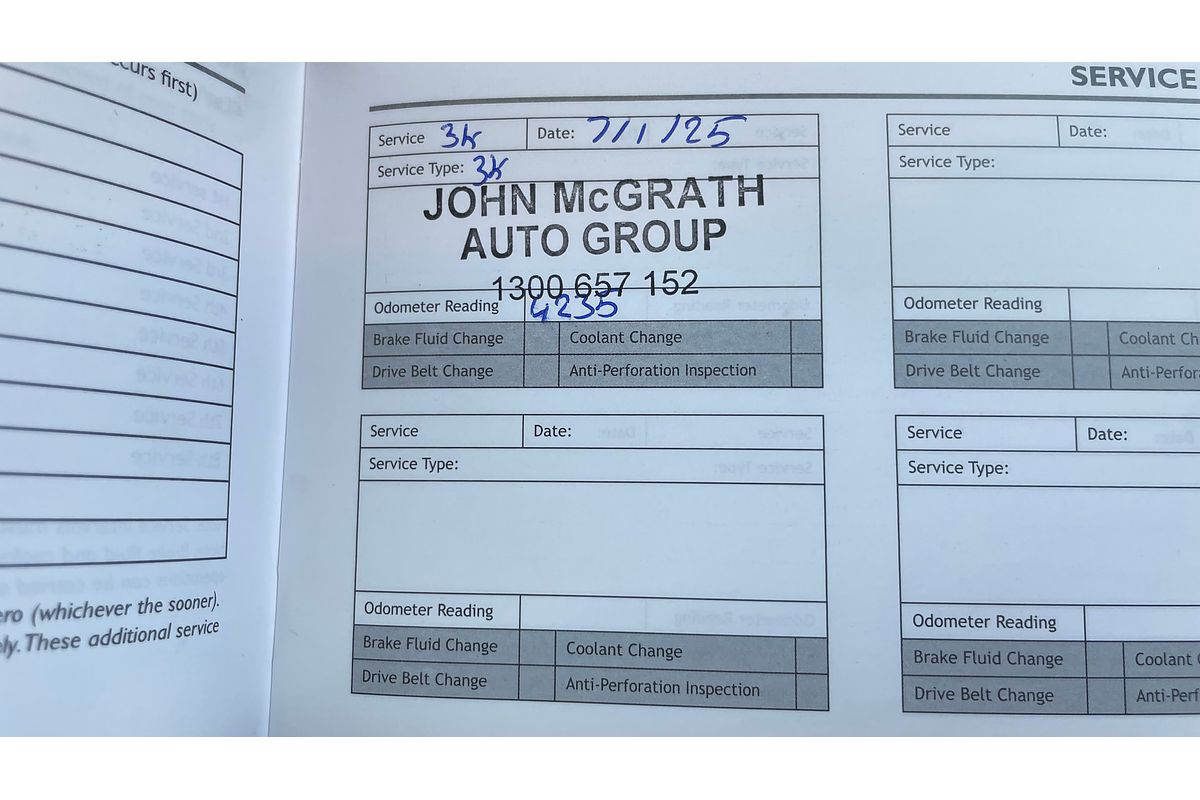 curs first)
ero (whichever the sooner).
ly. These additional service
SERVICE
Service 3k Date: 7/1/25
Service Type: 3k
JOHN McGRATH
AUTO GROUP
1300 657 152
Odometer Reading 4235
Brake Fluid Change Coolant Change
Drive Belt Change Anti-Perforation Inspection
Service Date:
Service Type:
Odometer Reading
Brake Fluid Change Coolant Ch
Drive Belt Change Anti-Perfor
Service Date:
Service Type:
Odometer Reading
Brake Fluid Change Coolant Change
Drive Belt Change Anti-Perforation Inspection
Service Date:
Service Type:
Odometer Reading
Brake Fluid Change Coolant
Drive Belt Change Anti-Perf